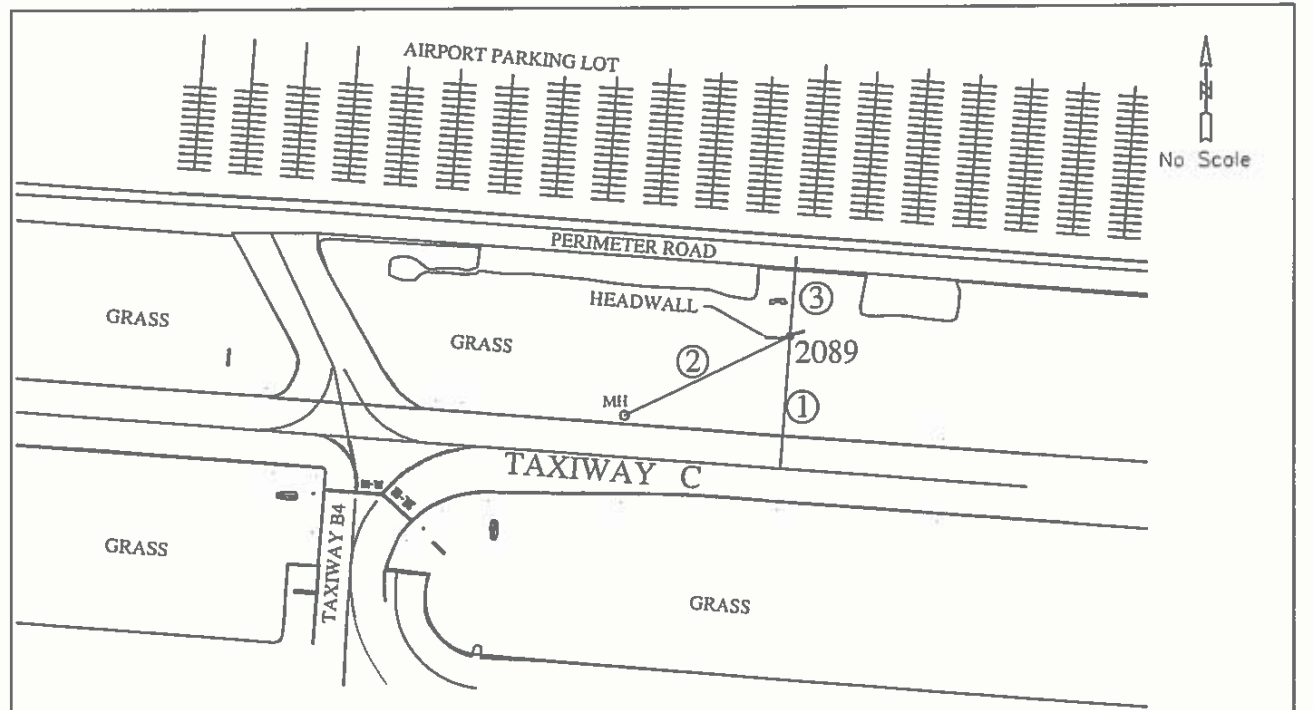 AIRPORT PARKING LOT
N
No Scale
PERIMETER ROAD
HEADWALL
③
GRASS
GRASS
②
2089
MH
①
TAXIWAY C
GRASS
TAXIWAY B4
GRASS